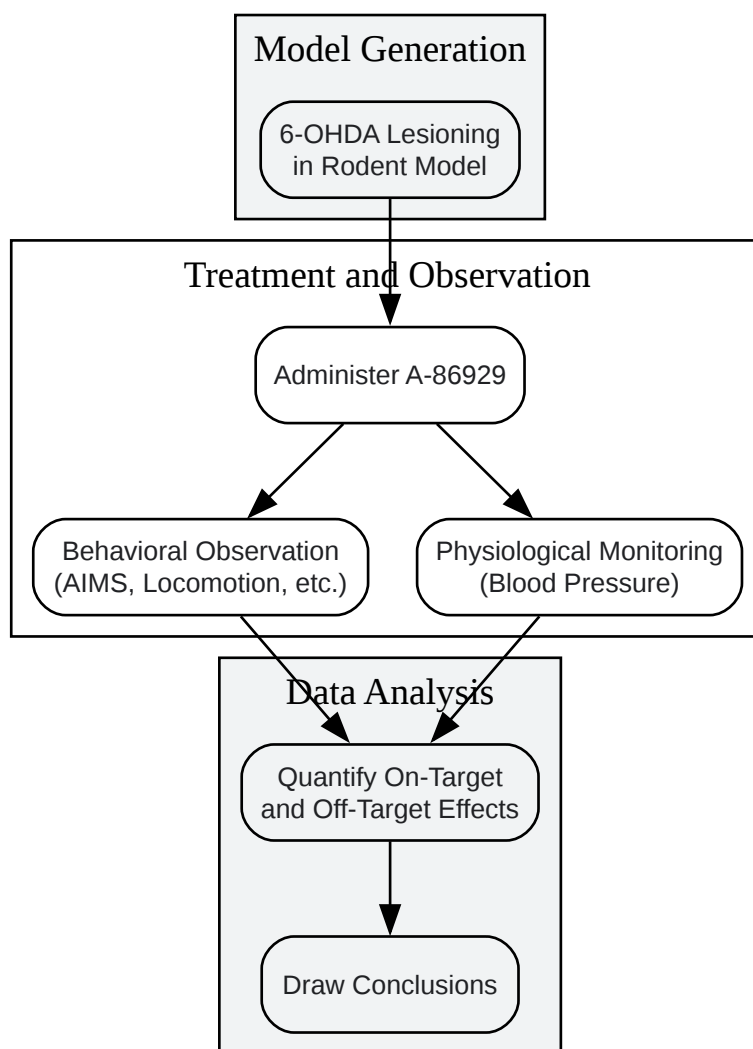 Model Generation
6-OHDA Lesioning
in Rodent Model
Treatment and Observation
Administer A-86929
Behavioral Observation
(AIMS, Locomotion, etc.)
Physiological Monitoring
(Blood Pressure)
Data Analysis
Quantify On-Target
and Off-Target Effects
Draw Conclusions